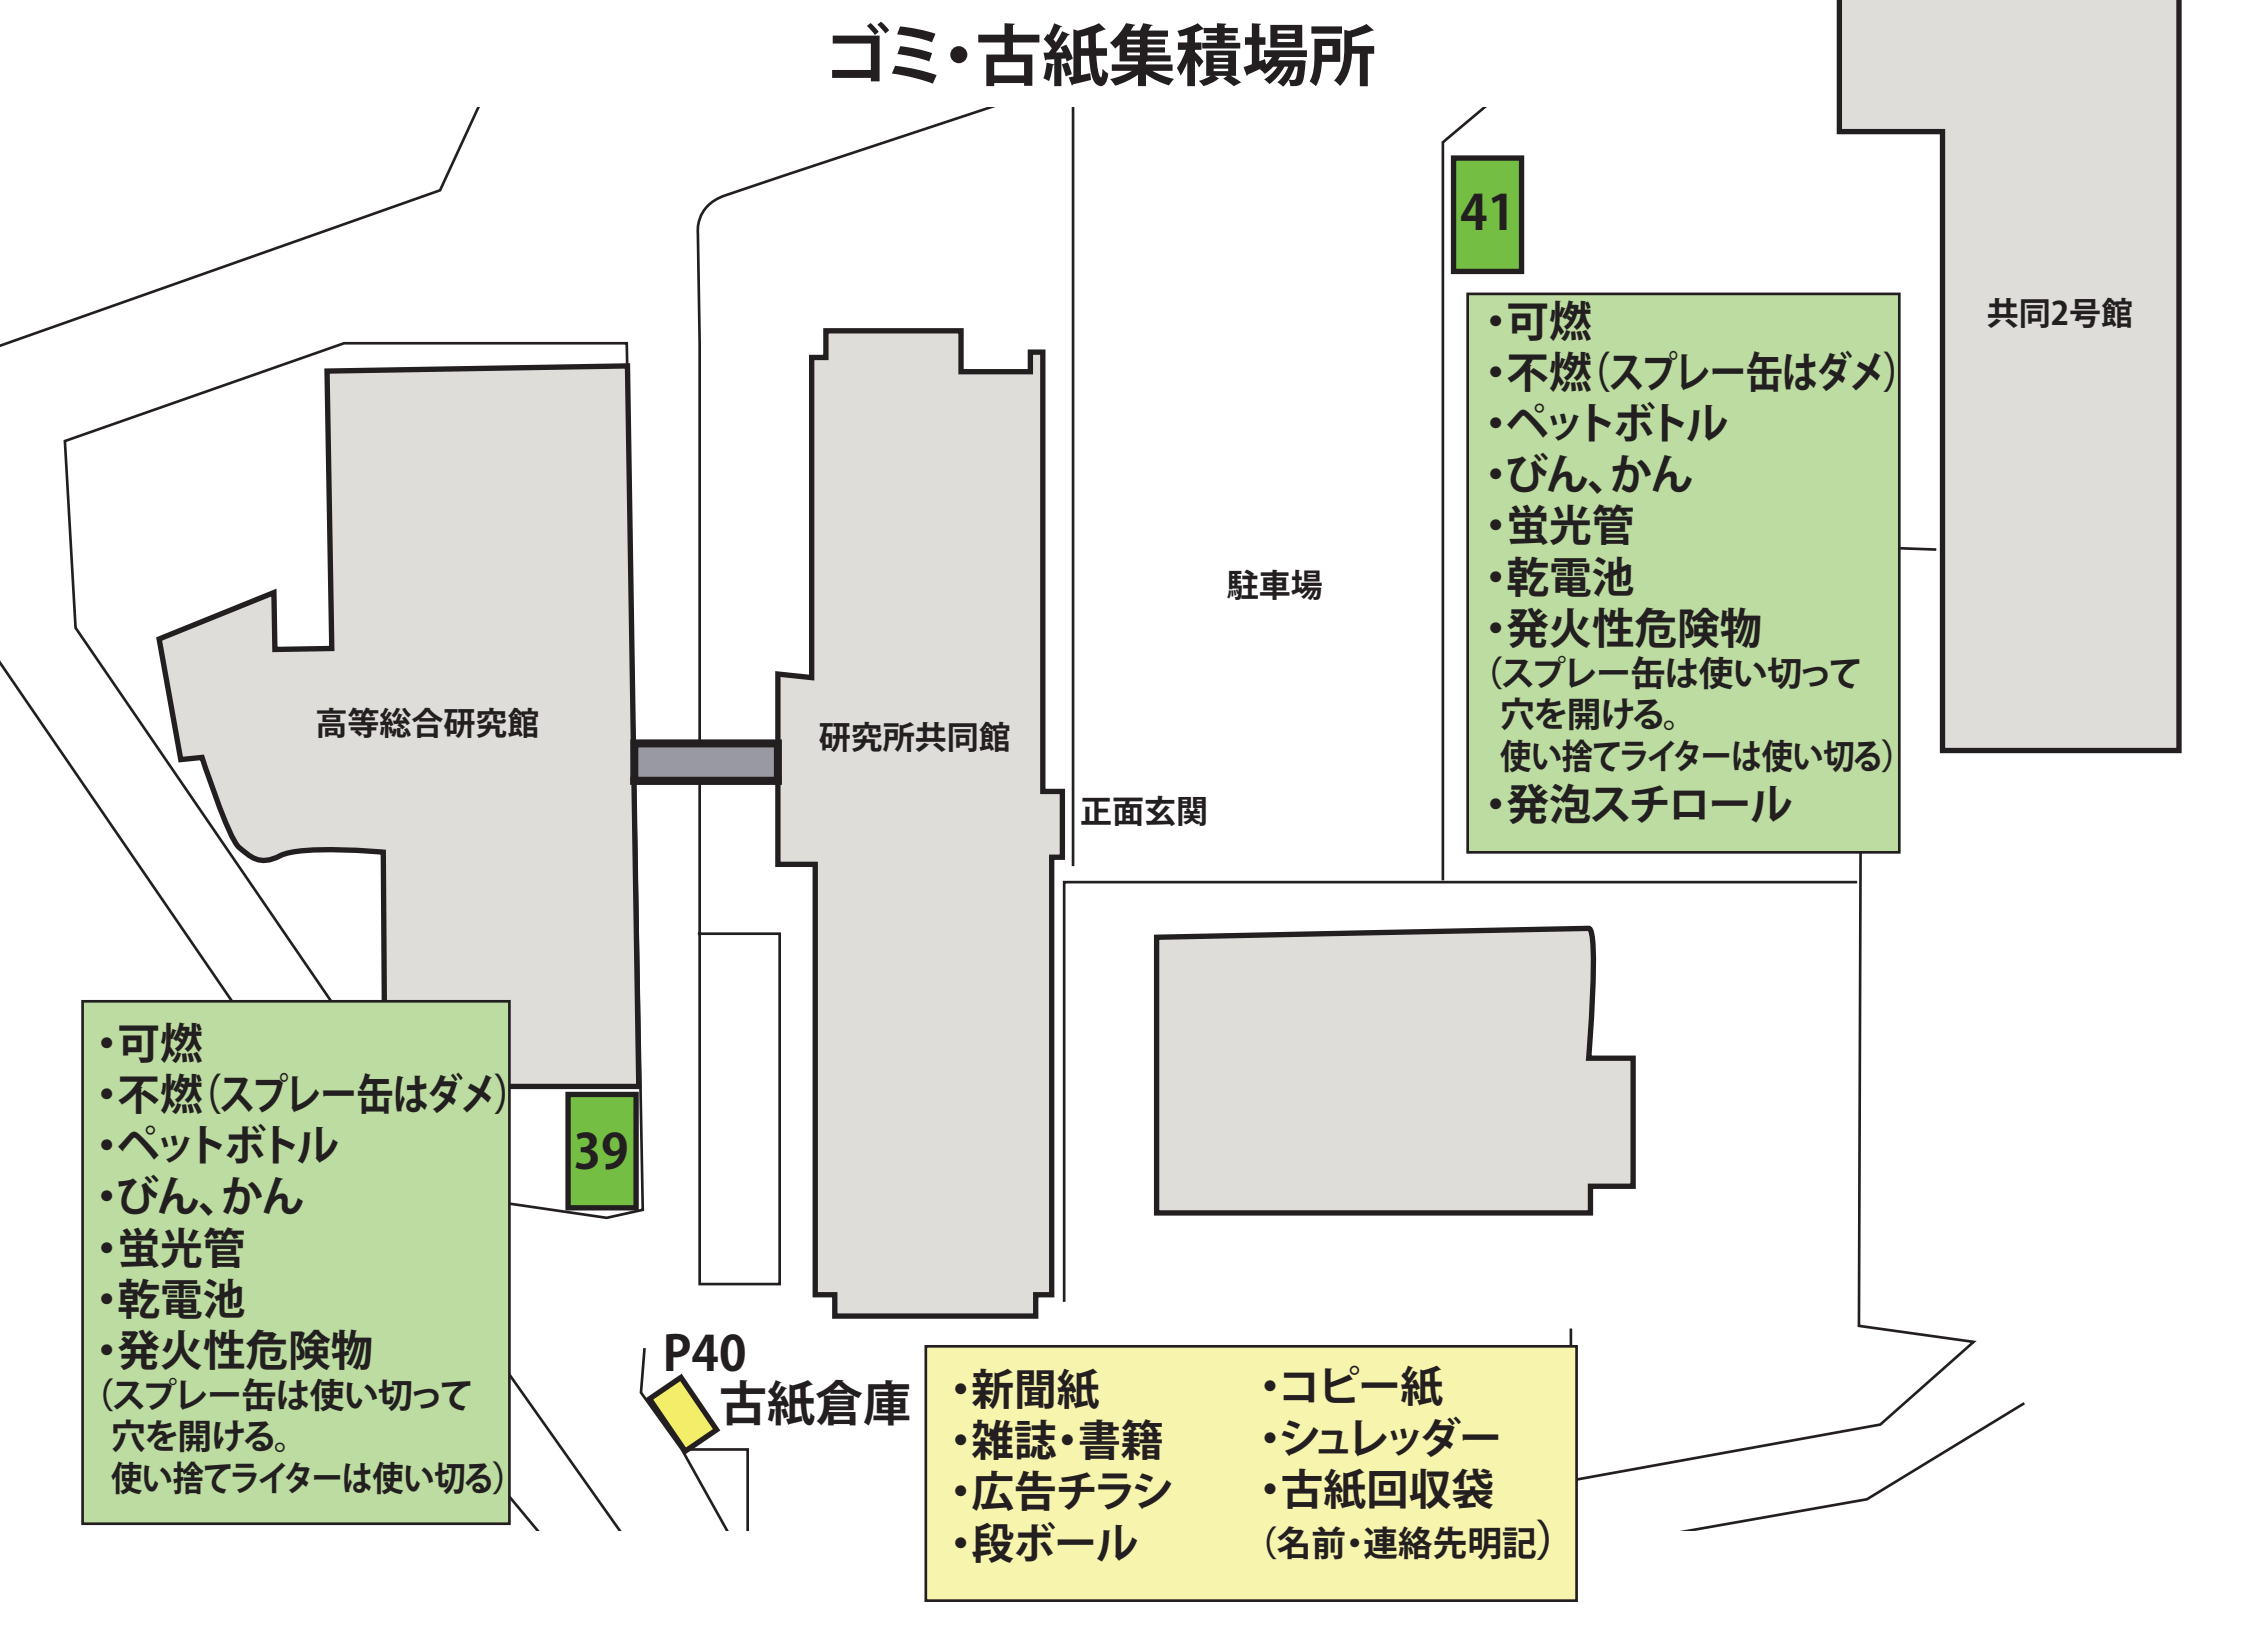 ゴミ・古紙集積場所
41
・可燃
・不燃（スプレー缶はダメ）
・ペットボトル
・びん、かん
・蛍光管
・乾電池
・発火性危険物
（スプレー缶は使い切って
穴を開ける。
使い捨てライターは使い切る）
・発泡スチロール
共同2号館
駐車場
高等総合研究館
研究所共同館
正面玄関
・可燃
・不燃（スプレー缶はダメ）
・ペットボトル
・びん、かん
・蛍光管
・乾電池
・発火性危険物
（スプレー缶は使い切って
穴を開ける。
使い捨てライターは使い切る）
39
P40
古紙倉庫
・新聞紙
・雑誌・書籍
・広告チラシ
・段ボール
・コピー紙
・シュレッダー
・古紙回収袋
（名前・連絡先明記）